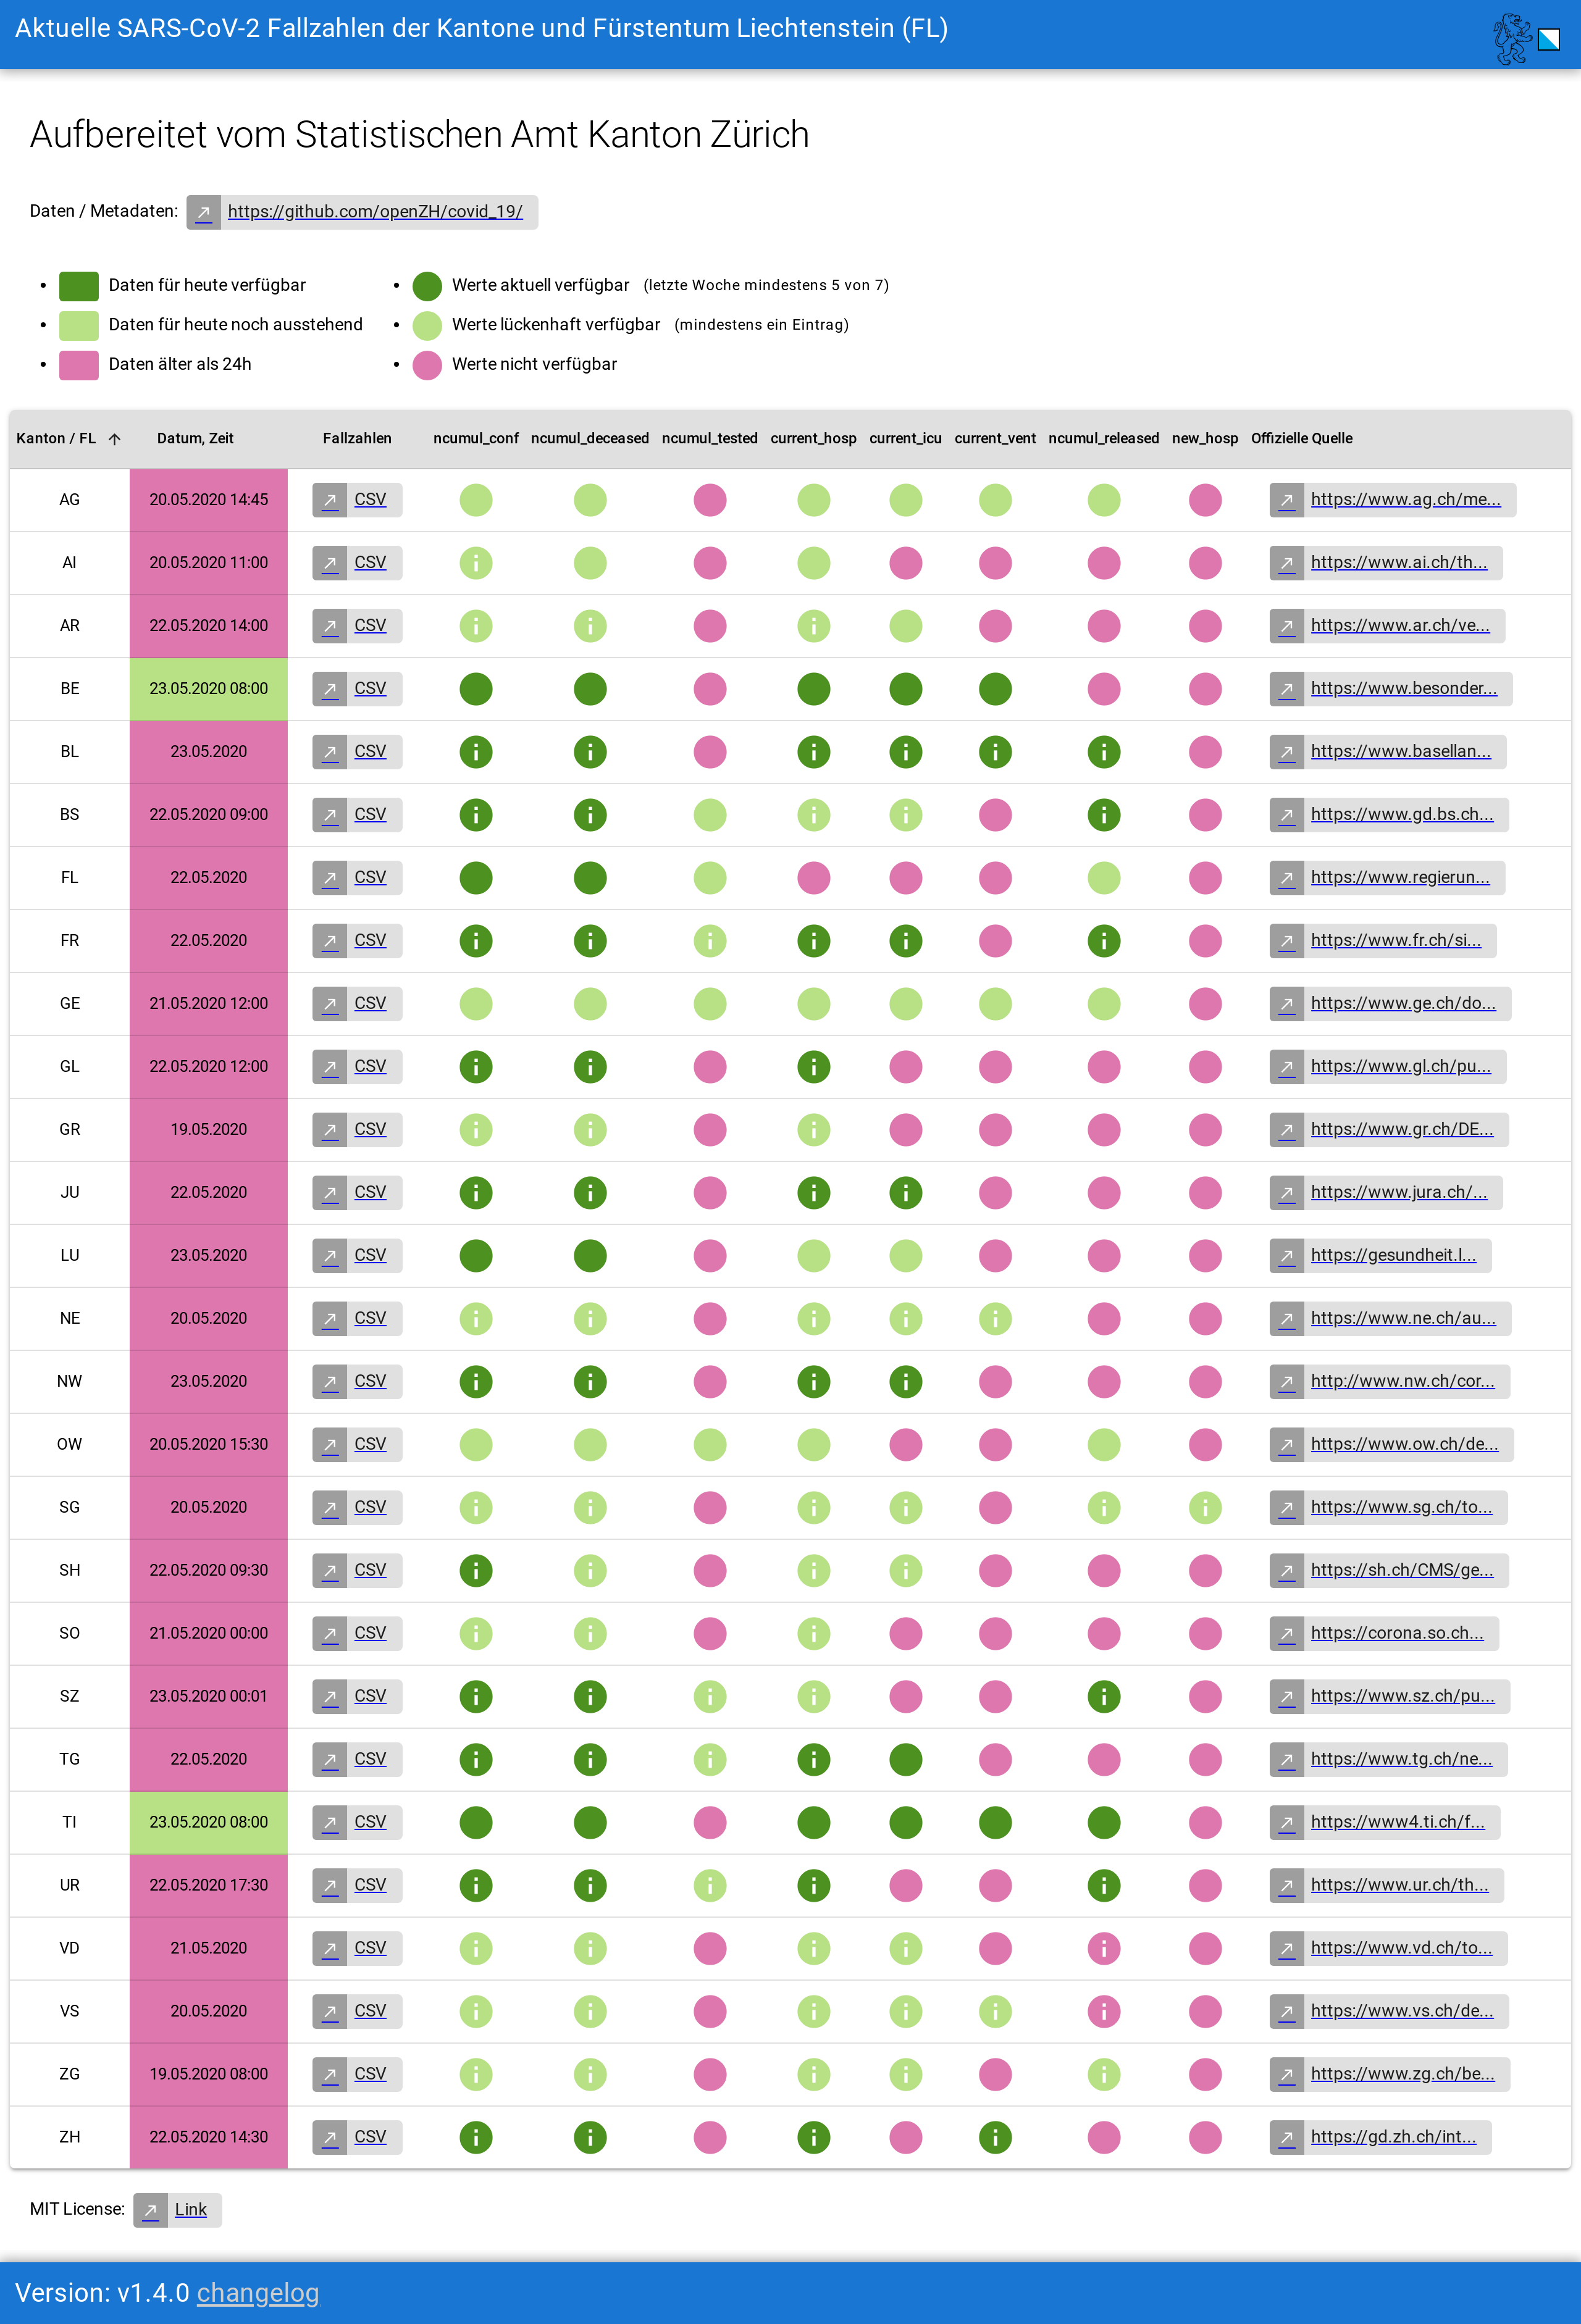 Aktuelle SARS-CoV-2 Fallzahlen der Kantone und Fürstentum Liechtenstein (FL)
Aufbereitet vom Statistischen Amt Kanton Zürich
Daten / Metadaten: https://github.com/openZH/covid_19/
Daten für heute verfügbar
Daten für heute noch ausstehend
Daten älter als 24h
Werte aktuell verfügbar (letzte Woche mindestens 5 von 7)
Werte lückenhaft verfügbar (mindestens ein Eintrag)
Werte nicht verfügbar
Kanton / FL Datum, Zeit Fallzahlen ncumul_conf ncumul_deceased ncumul_tested current_hosp current_icu current_vent ncumul_released new_hosp Offizielle Quelle
AG 20.05.2020 14:45 CSV https://www.ag.ch/me...
AI 20.05.2020 11:00 CSV https://www.ai.ch/th...
AR 22.05.2020 14:00 CSV https://www.ar.ch/ve...
BE 23.05.2020 08:00 CSV https://www.besonder...
BL 23.05.2020 CSV https://www.basellan...
BS 22.05.2020 09:00 CSV https://www.gd.bs.ch...
FL 22.05.2020 CSV https://www.regierun...
FR 22.05.2020 CSV https://www.fr.ch/si...
GE 21.05.2020 12:00 CSV https://www.ge.ch/do...
GL 22.05.2020 12:00 CSV https://www.gl.ch/pu...
GR 19.05.2020 CSV https://www.gr.ch/DE...
JU 22.05.2020 CSV https://www.jura.ch/...
LU 23.05.2020 CSV https://gesundheit.l...
NE 20.05.2020 CSV https://www.ne.ch/au...
NW 23.05.2020 CSV http://www.nw.ch/cor...
OW 20.05.2020 15:30 CSV https://www.ow.ch/de...
SG 20.05.2020 CSV https://www.sg.ch/to...
SH 22.05.2020 09:30 CSV https://sh.ch/CMS/ge...
SO 21.05.2020 00:00 CSV https://corona.so.ch...
SZ 23.05.2020 00:01 CSV https://www.sz.ch/pu...
TG 22.05.2020 CSV https://www.tg.ch/ne...
TI 23.05.2020 08:00 CSV https://www4.ti.ch/f...
UR 22.05.2020 17:30 CSV https://www.ur.ch/th...
VD 21.05.2020 CSV https://www.vd.ch/to...
VS 20.05.2020 CSV https://www.vs.ch/de...
ZG 19.05.2020 08:00 CSV https://www.zg.ch/be...
ZH 22.05.2020 14:30 CSV https://gd.zh.ch/int...
MIT License: Link
Version: v1.4.0 changelog